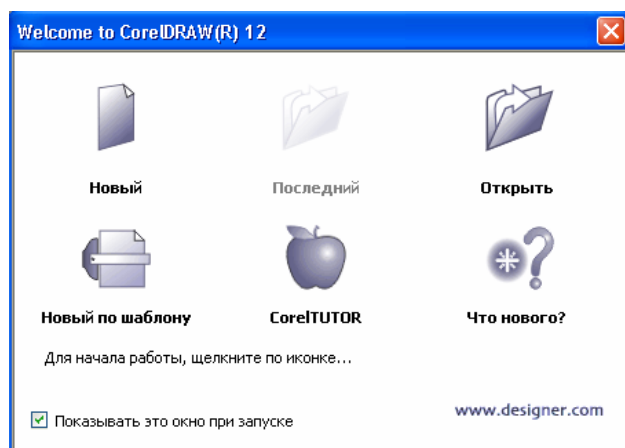 Welcome to CorelDRAW(R) 12
Новый
Последний
Открыть
Новый по шаблону
CorelTUTOR
Что нового?
Для начала работы, щелкните по иконке...
Показывать это окно при запуске
www.designer.com